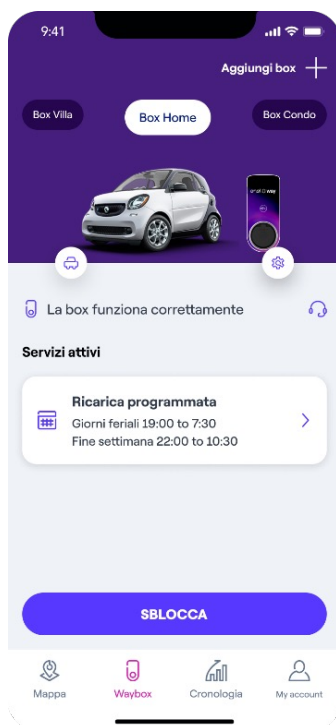 9:41
Aggiungi box
Box Villa
Box Home
Box Condo
La box funziona correttamente
Servizi attivi
Ricarica programmata
Giorni feriali 19:00 to 7:30
Fine settimana 22:00 to 10:30
SBLOCCA
Mappa
Waybox
Cronologia
My account